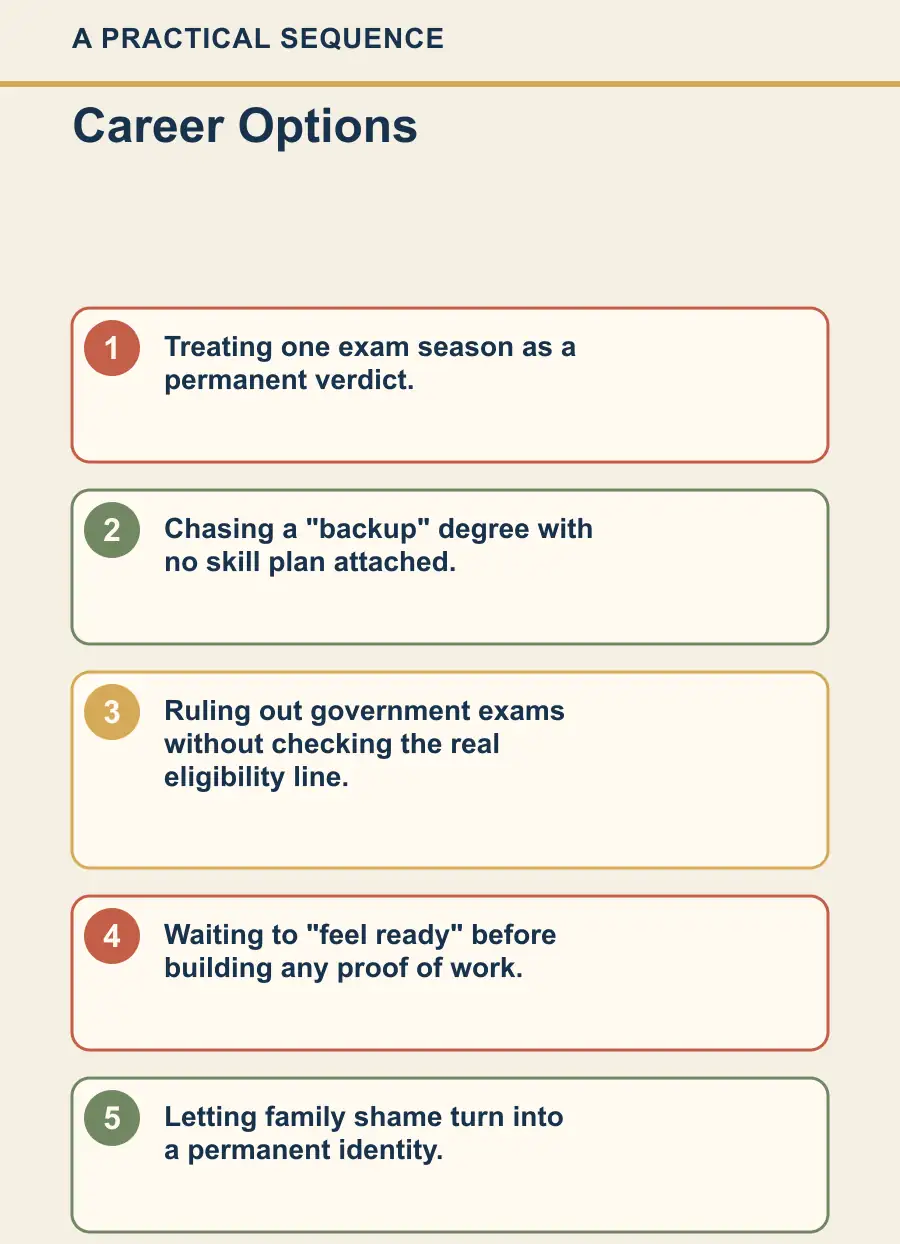 A PRACTICAL SEQUENCE
Career Options
1
Treating one exam season as a
permanent verdict.
2
Chasing a "backup" degree with
no skill plan attached.
3
Ruling out government exams
without checking the real
eligibility line.
4
Waiting to "feel ready" before
building any proof of work.
5
Letting family shame turn into
a permanent identity.